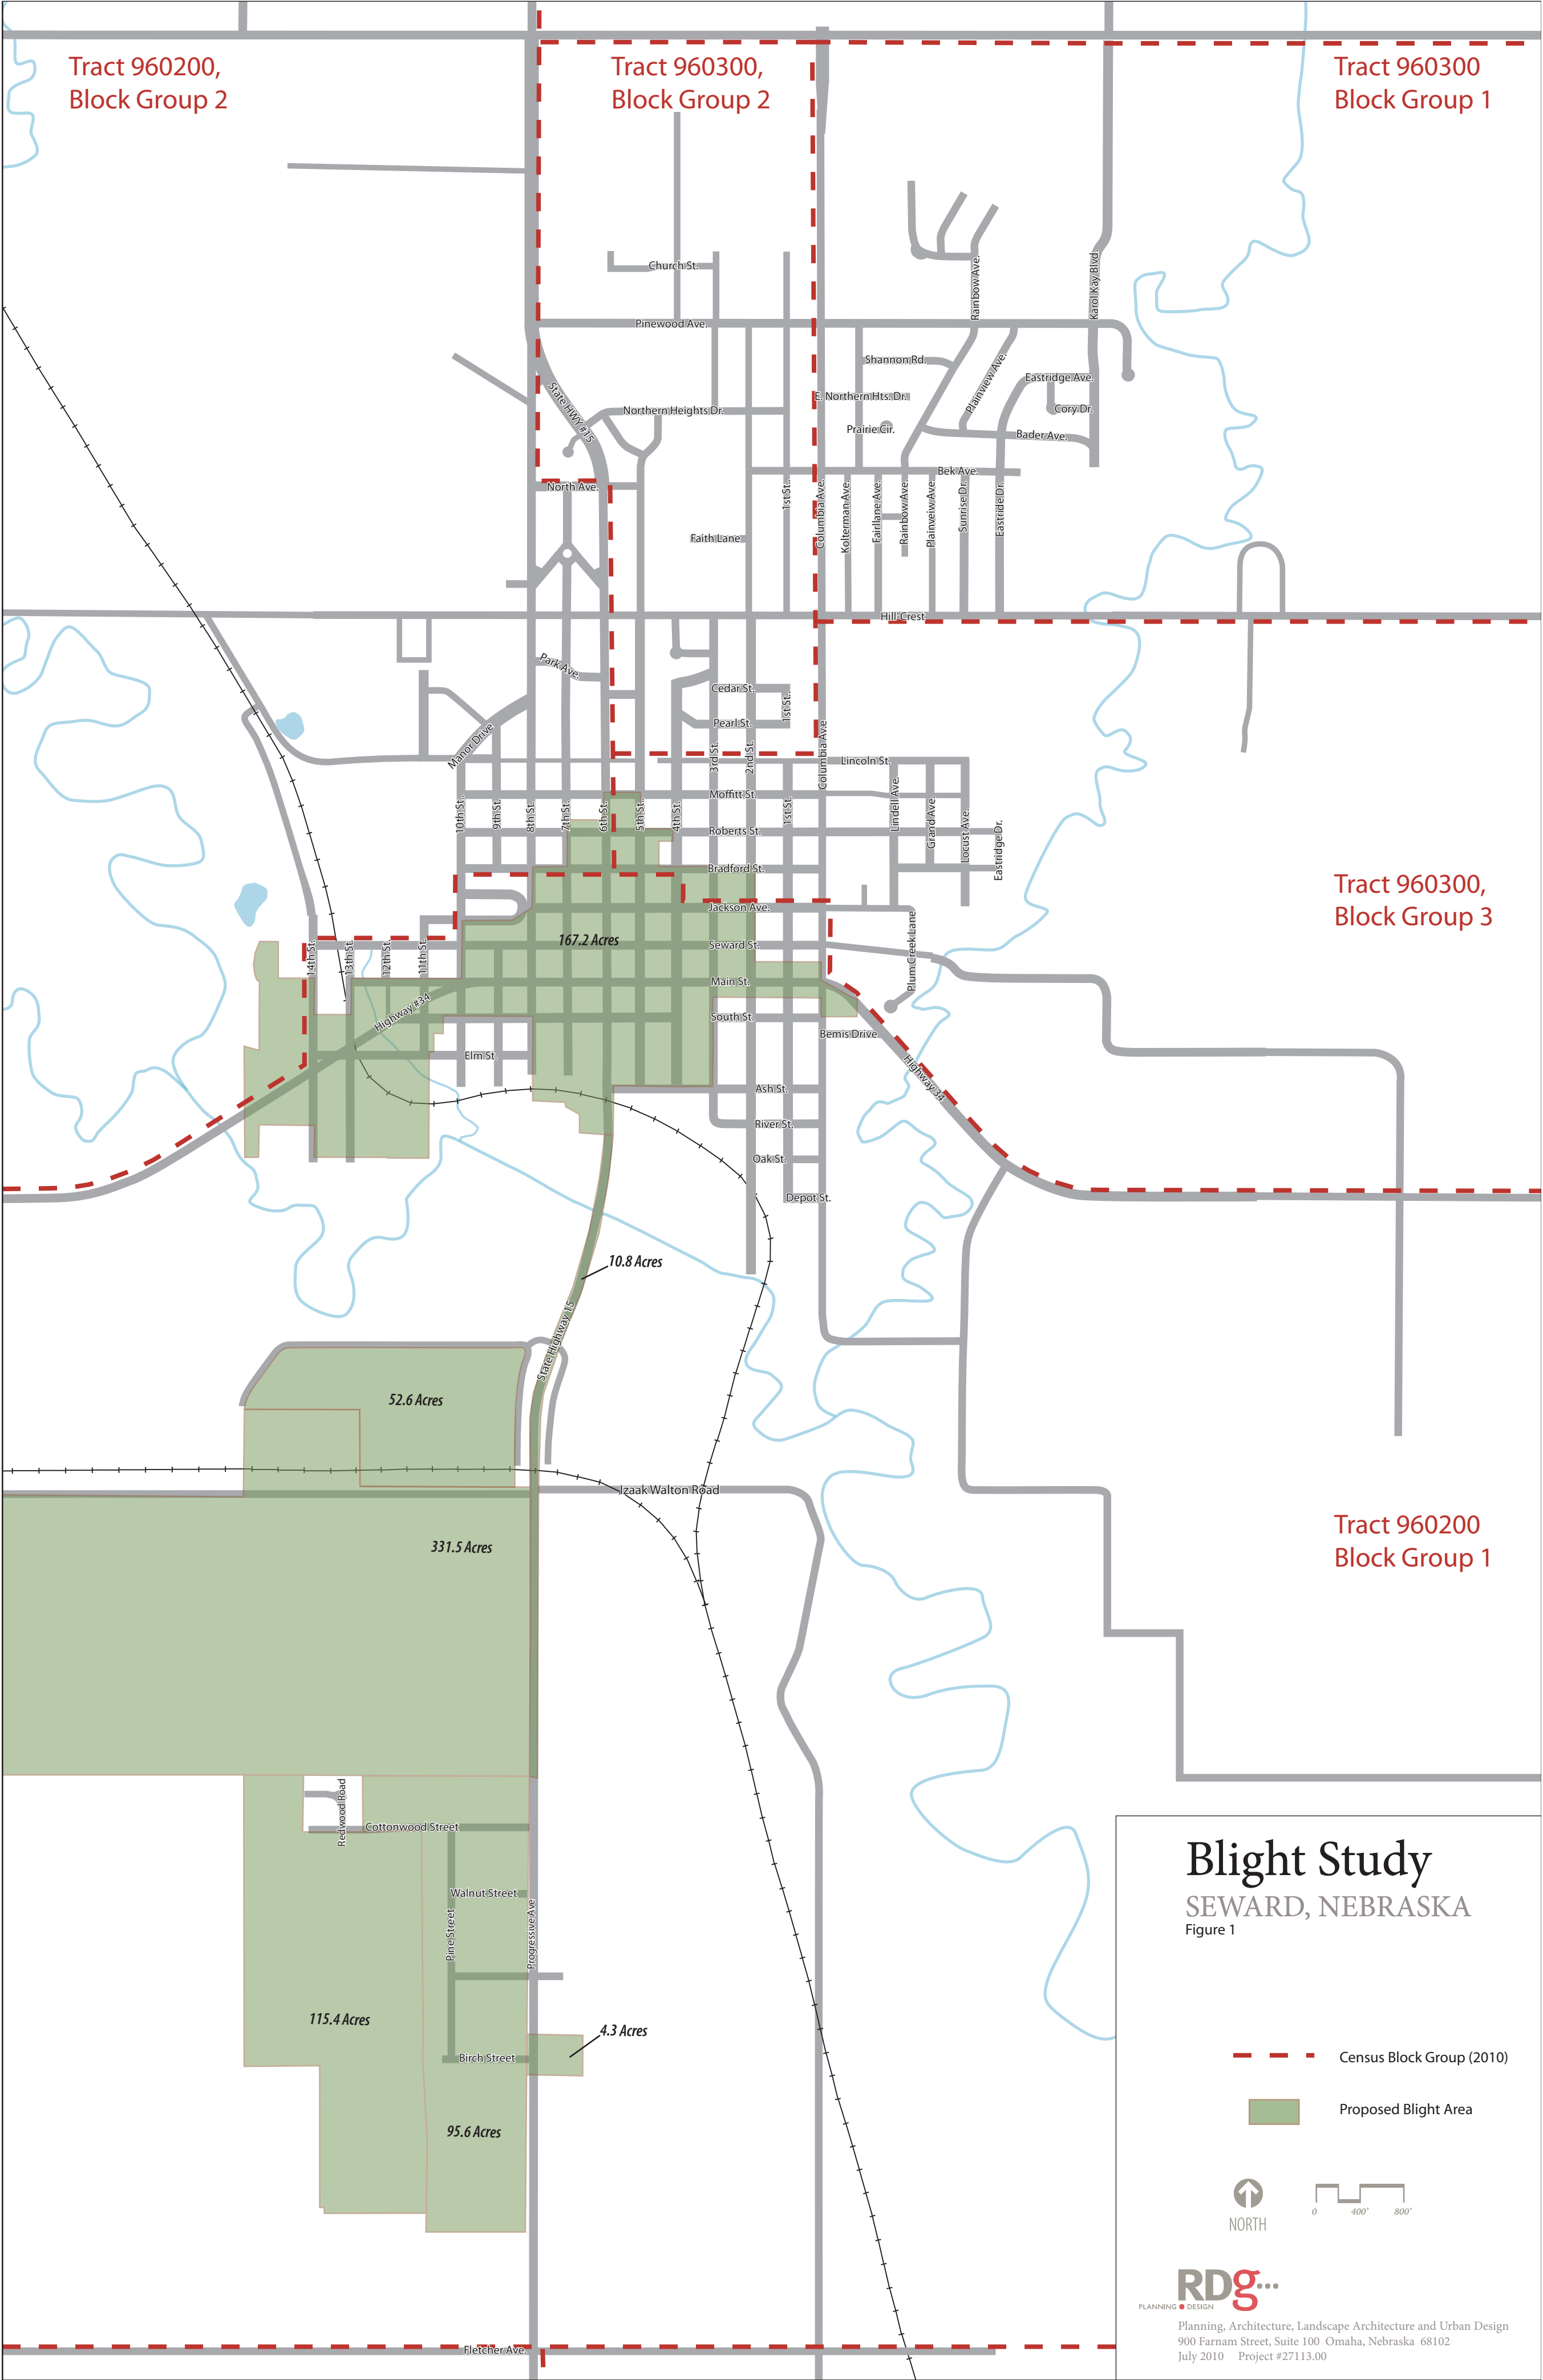 Tract 960200,
Block Group 2
Tract 960300,
Block Group 2
Tract 960300
Block Group 1
Church St.
Rainbow Ave.
Karol Kay Blvd.
Pinewood Ave.
Shannon Rd.
Plainview Ave.
Eastridge Ave.
State HWY #15
E. Northern Hts. Dr.
Northern Heights Dr.
Cory Dr.
Prairie Cir.
Bader Ave.
Bek Ave.
North Ave.
1st St.
Columbia Ave.
Kolterman Ave.
Fairllane Ave.
Rainbow Ave.
Plainveiw Ave.
Sunrise Dr.
Eastride Dr.
Faith Lane
Hill-Crest
Park Ave.
Cedar St.
1st St.
Pearl St.
Manor Drive
3rd St.
2nd St.
Columbia Ave.
Lincoln St.
Moffitt St.
10th St.
9th St.
8th St.
7th St.
6th St.
5th St.
4th St.
1st St.
Lindell Ave.
Grand Ave.
Locust Ave.
Eastridge Dr.
Roberts St.
Bradford St.
Tract 960300,
Block Group 3
Jackson Ave.
167.2 Acres
Seward St.
14th St.
13th St.
12th St.
11th St.
Plum Creek Lane
Main St.
Highway #34
South St.
Bemis Drive
Elm St.
Highway 34
Ash St.
River St.
Oak St.
Depot St.
10.8 Acres
State Highway 15
52.6 Acres
Izaak Walton Road
331.5 Acres
Tract 960200
Block Group 1
Redwood Road
Cottonwood Street
Walnut Street
Pine Street
Progressive Ave
115.4 Acres
4.3 Acres
Birch Street
95.6 Acres
Fletcher Ave.
Blight Study
SEWARD, NEBRASKA
Figure 1
Census Block Group (2010)
Proposed Blight Area
NORTH
0 400' 800'
RDg...
PLANNING • DESIGN
Planning, Architecture, Landscape Architecture and Urban Design
900 Farnam Street, Suite 100 Omaha, Nebraska 68102
July 2010 Project #27113.00